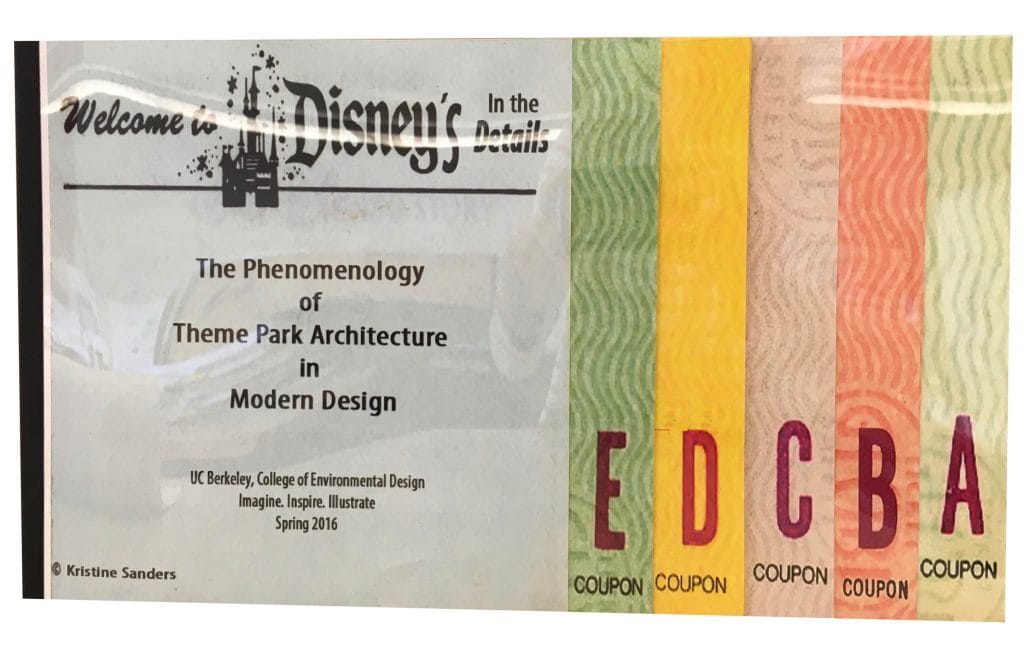 Welcome to Disney's In the Details
The Phenomenology
of
Theme Park Architecture
in
Modern Design
UC Berkeley, College of Environmental Design
Imagine. Inspire. Illustrate
Spring 2016
© Kristine Sanders
E D C B A
COUPON COUPON COUPON COUPON COUPON